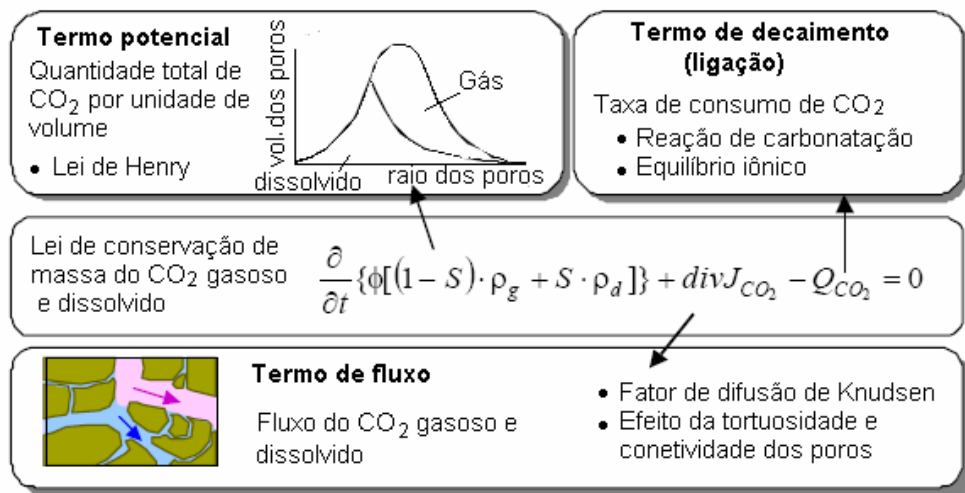 Termo potencial
Quantidade total de
CO₂ por unidade de
volume
• Lei de Henry
vol. dos poros
Gás
dissolvido
raio dos poros
Termo de decaimento
(ligação)
Taxa de consumo de CO₂
• Reação de carbonatação
• Equilíbrio iônico
Lei de conservação de
massa do CO₂ gasoso
e dissolvido
∂/∂t {ϕ[(1 − S)·ρg + S·ρd]} + divJCO₂ − QCO₂ = 0
Termo de fluxo
Fluxo do CO₂ gasoso e
dissolvido
• Fator de difusão de Knudsen
• Efeito da tortuosidade e
conetividade dos poros